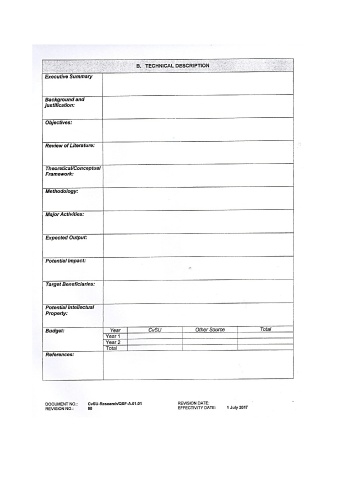 B. TECHNICAL DESCRIPTION
Executive Summary
Background and
justification:
Objectives:
Review of Literature:
Theoretical/Conceptual
Framework:
Methodology:
Major Activities:
Expected Output:
Potential Impact:
Target Beneficiaries:
Potential Intellectual
Property:
Budget: Year CvSU Other Source Total
Year 1
Year 2
Total
References:
DOCUMENT NO.: CvSU-Research/QSF-A.01.01 REVISION DATE:
REVISION NO.: 00 EFFECTIVITY DATE: 1 July 2017